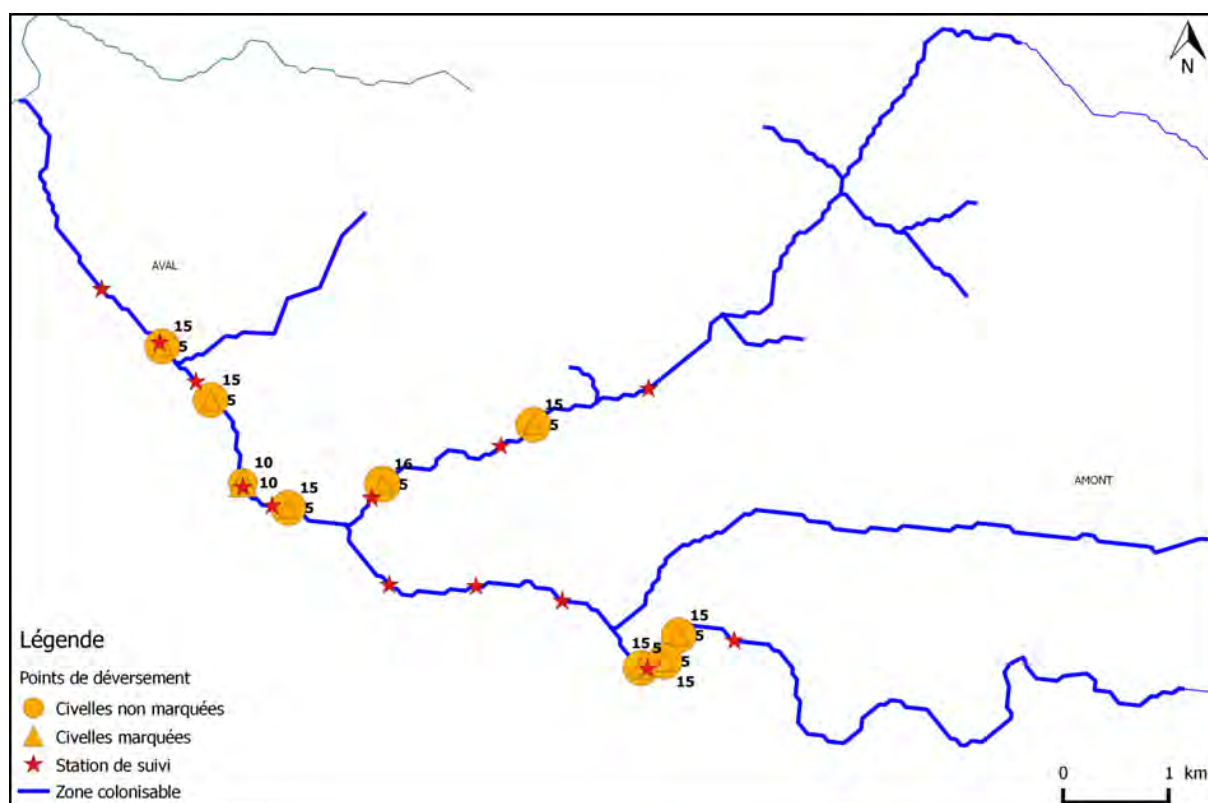 N
AVAL
15
5
15
5
15
5
16
5
10
10
15
5
AMONT
15
5
15
5
5
15
Légende
Points de déversement
Civelles non marquées
Civelles marquées
Station de suivi
Zone colonisable
0 1 km